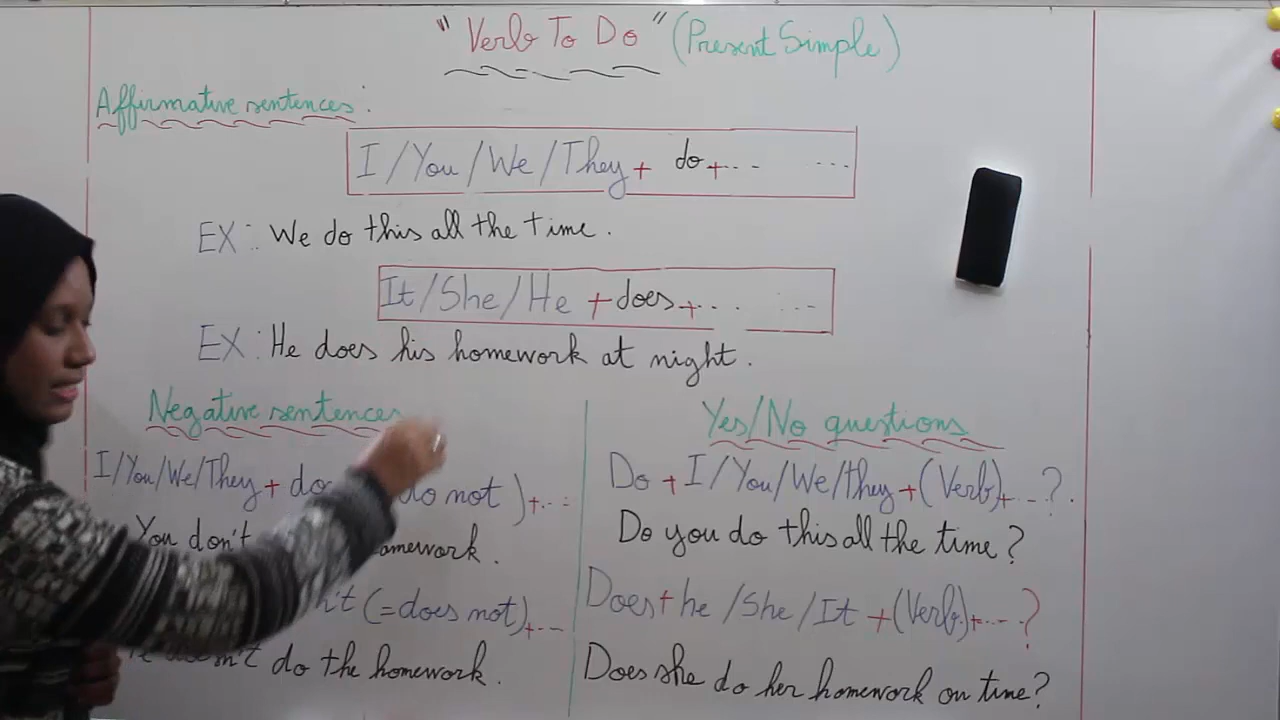 "Verb To Do" (Present Simple)
Affirmative sentences:
I/You/We/They + do + ... ...
EX: We do this all the time.
It/She/He + does + ... ...
EX: He does his homework at night.
Negative sentences
I/You/We/They + do not ) + ...
You don't homework.
(= does not) + ...
doesn't do the homework.
Yes/No questions
Do + I/You/We/they + (Verb) + ... ?
Do you do this all the time?
Does + he/She/It + (Verb) + ... ?
Does she do her homework on time?